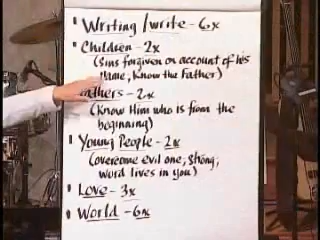 Writing/write - 6x
Children - 2x
(Sins forgiven on account of his
Name, Know the Father)
Fathers - 2x
(Know Him who is from the
beginning)
Young People - 2x
(overcome evil one, strong,
word lives in you)
Love - 3x
World - 6x